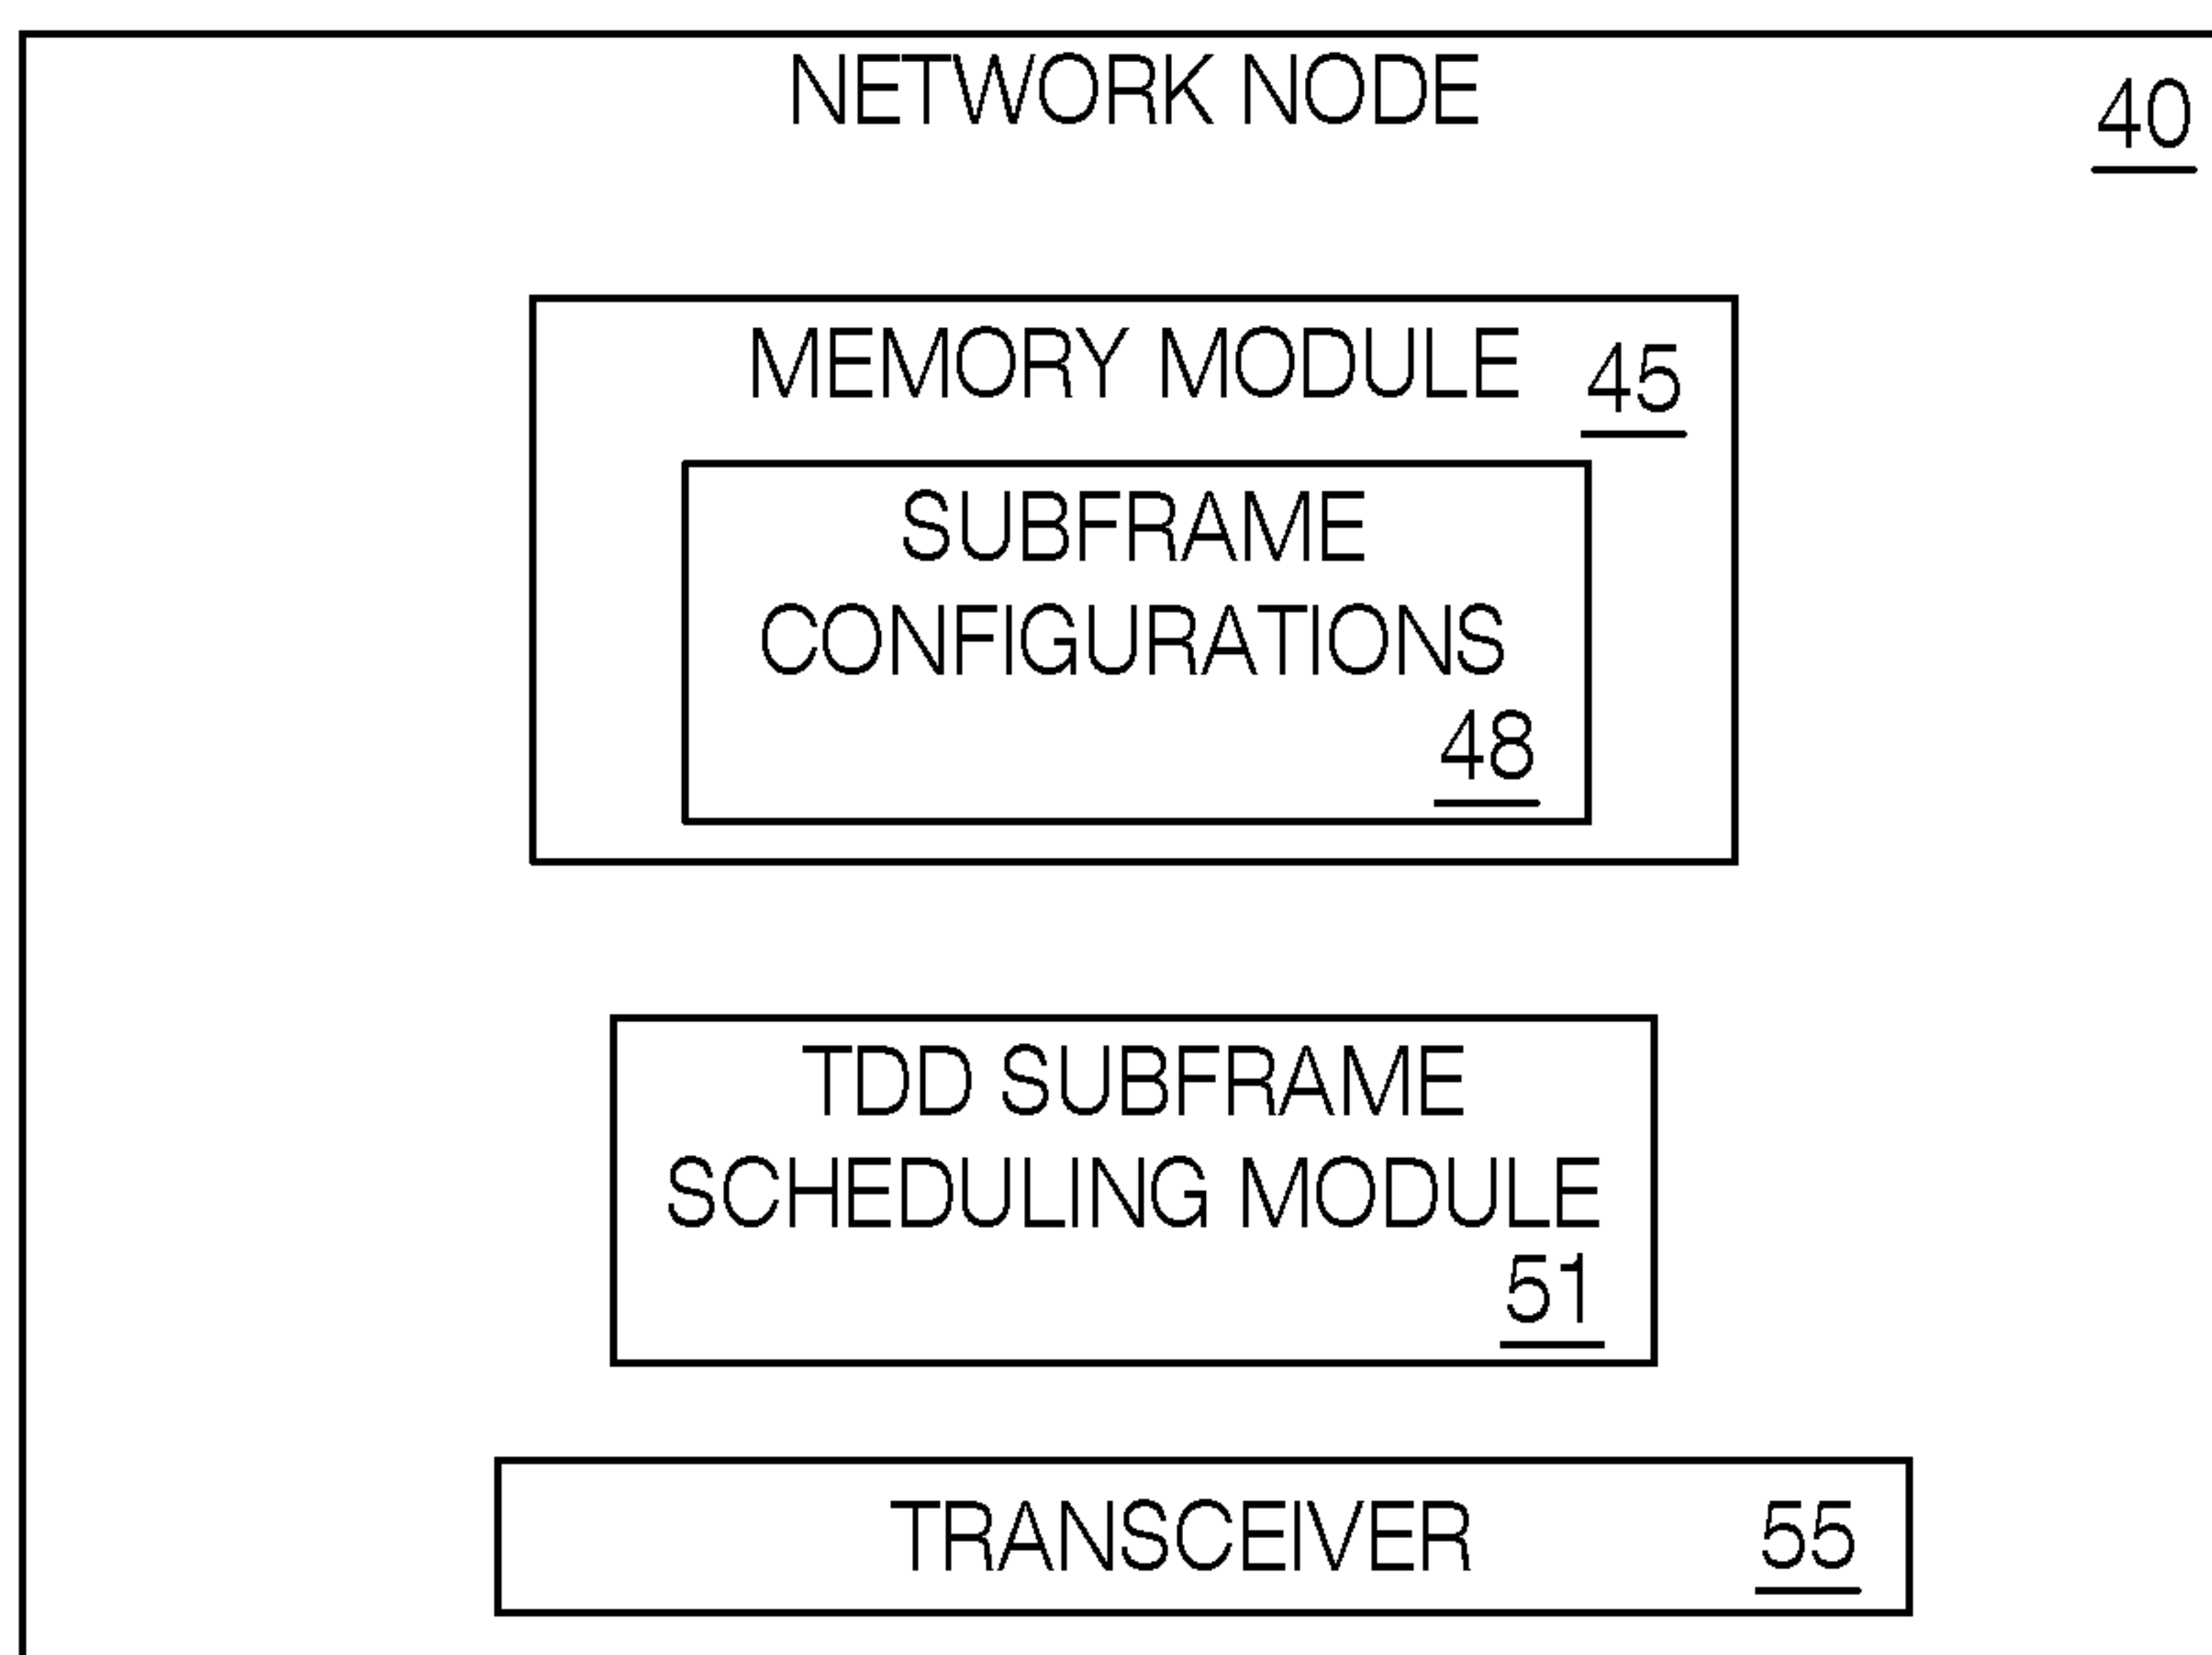 NETWORK NODE
40
MEMORY MODULE 45
SUBFRAME
CONFIGURATIONS
48
TDD SUBFRAME
SCHEDULING MODULE
51
TRANSCEIVER 55